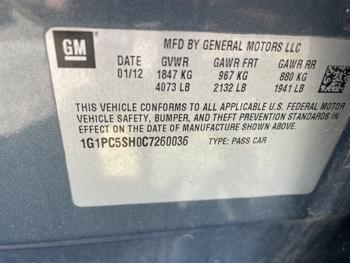 GM
MFD BY GENERAL MOTORS LLC
DATE GVWR GAWR FRT GAWR RR
01/12 1847 KG 967 KG 880 KG
4073 LB 2132 LB 1941 LB
THIS VEHICLE CONFORMS TO ALL APPLICABLE U.S. FEDERAL MOTOR
VEHICLE SAFETY, BUMPER, AND THEFT PREVENTION STANDARDS
IN EFFECT ON THE DATE OF MANUFACTURE SHOWN ABOVE.
1G1PC5SH0C7260036 TYPE: PASS CAR